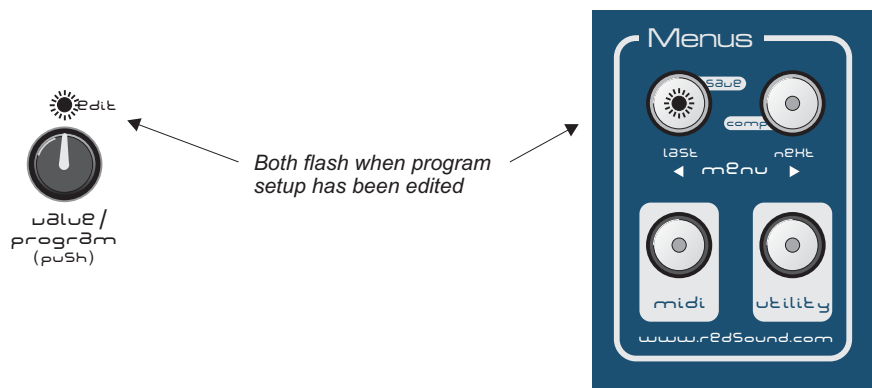 edit
value/
program
(push)
Both flash when program
setup has been edited
Menus
save
comp
last
next
menu
midi
utility
www.redsound.com